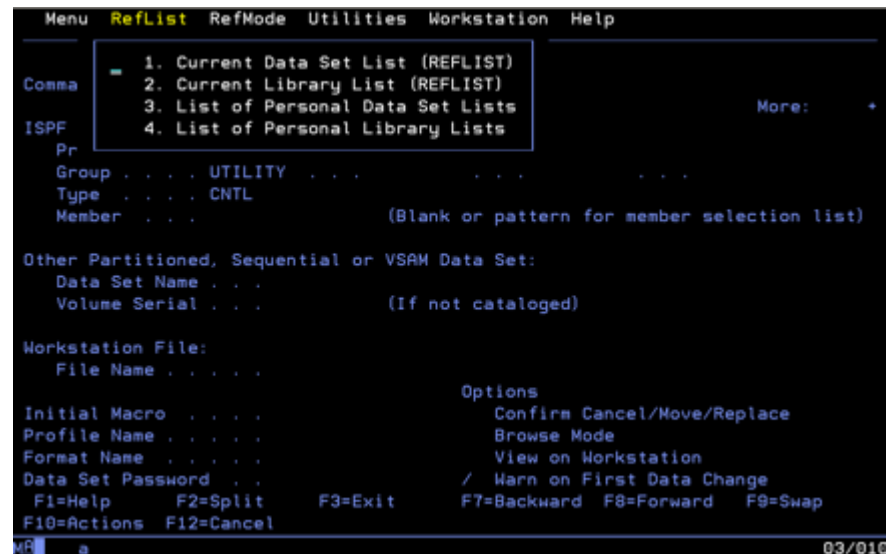 Menu RefList RefMode Utilities Workstation Help
1. Current Data Set List (REFLIST)
Comma 2. Current Library List (REFLIST)
3. List of Personal Data Set Lists More: +
ISPF 4. List of Personal Library Lists
Pr
Group . . . . UTILITY . . . . . . . . .
Type . . . . CNTL
Member . . . (Blank or pattern for member selection list)
Other Partitioned, Sequential or VSAM Data Set:
Data Set Name . . .
Volume Serial . . . (If not cataloged)
Workstation File:
File Name . . . . .
Options
Initial Macro . . . . Confirm Cancel/Move/Replace
Profile Name . . . . . Browse Mode
Format Name . . . . . View on Workstation
Data Set Password . . / Warn on First Data Change
F1=Help F2=Split F3=Exit F7=Backward F8=Forward F9=Swap
F10=Actions F12=Cancel
MA a 03/010